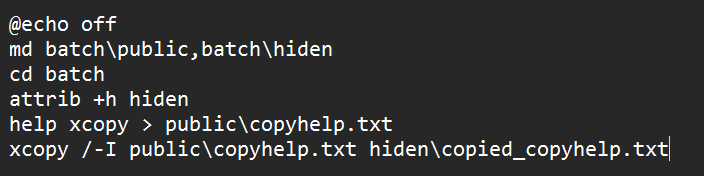 @echo off
md batch\public,batch\hiden
cd batch
attrib +h hiden
help xcopy > public\copyhelp.txt
xcopy /-I public\copyhelp.txt hiden\copied_copyhelp.txt